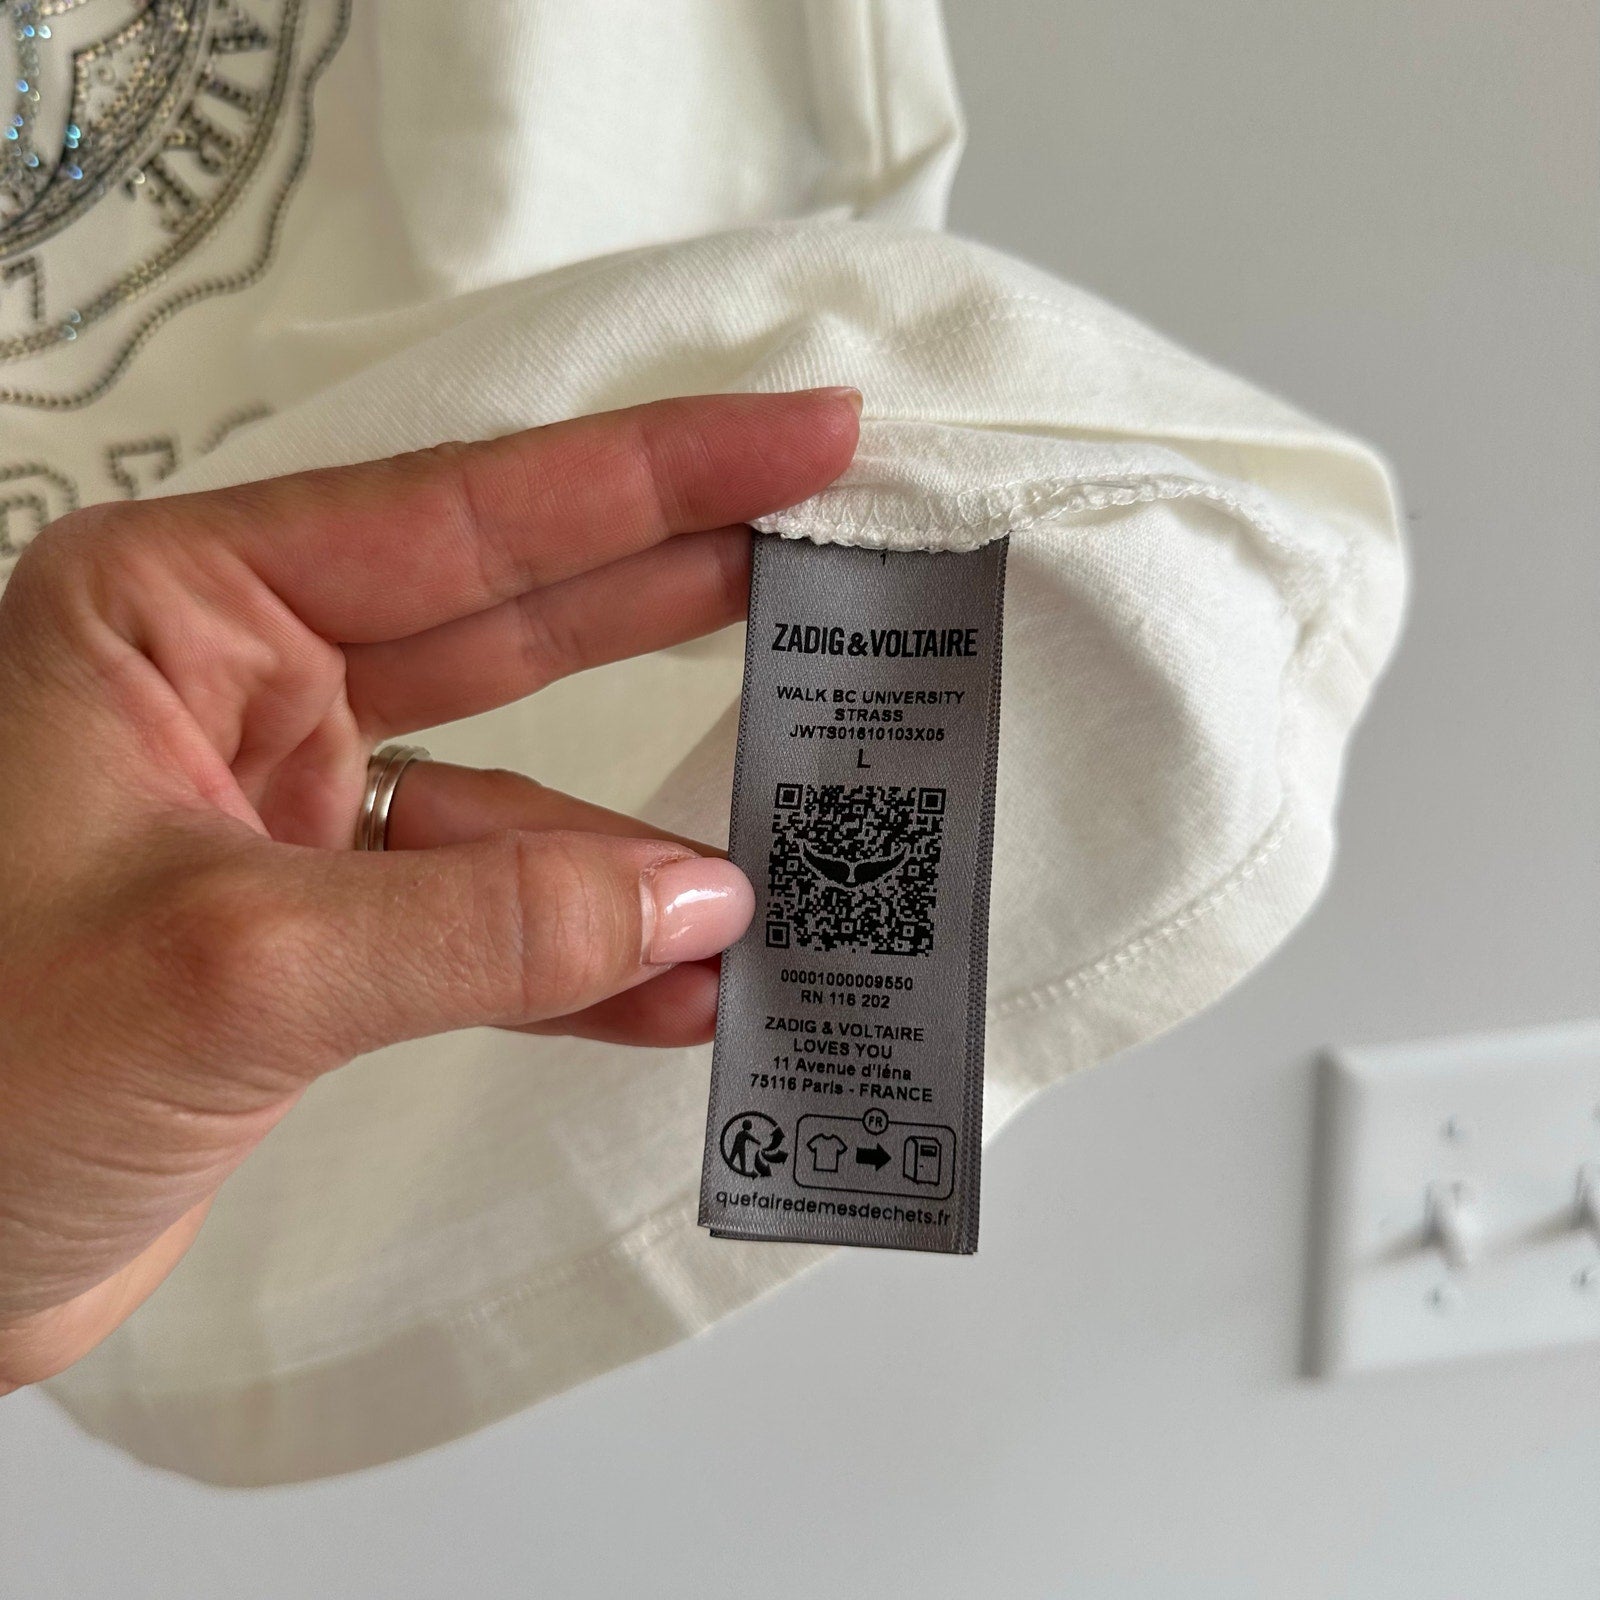 AIRE
ZADIG&VOLTAIRE
WALK BC UNIVERSITY
STRASS
JWTS01610103X05
L
00001000009550
RN 116 202
ZADIG & VOLTAIRE
LOVES YOU
11 Avenue d'Iéna
75116 Paris - FRANCE
FR
quefairedemesdechets.fr